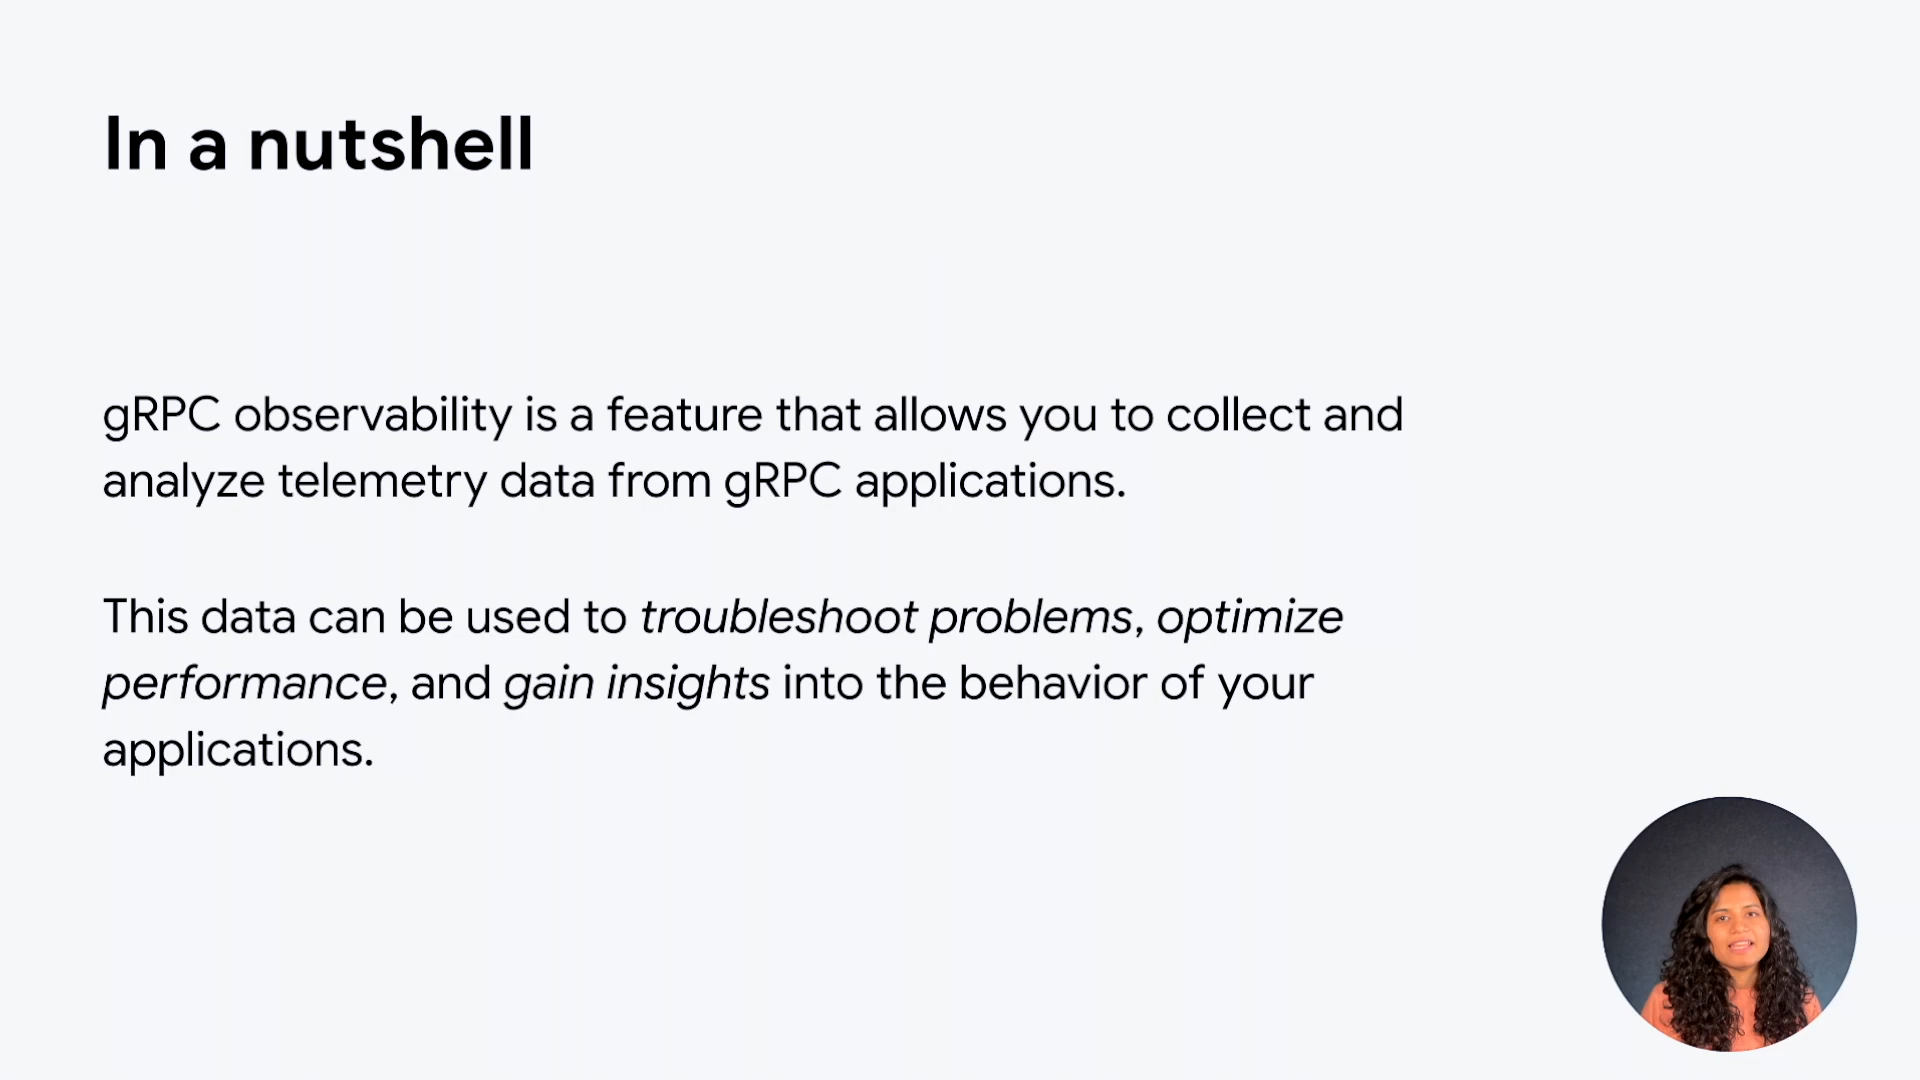 In a nutshell
gRPC observability is a feature that allows you to collect and
analyze telemetry data from gRPC applications.
This data can be used to troubleshoot problems, optimize
performance, and gain insights into the behavior of your
applications.